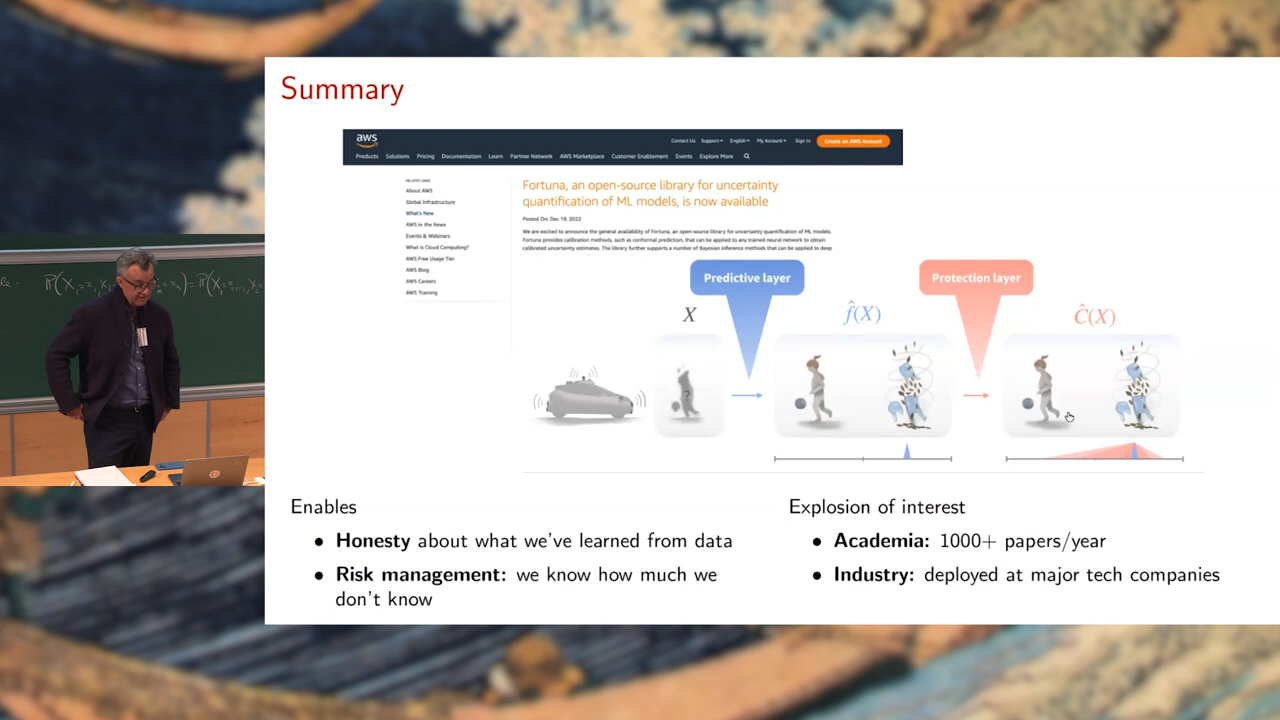 Summary
aws
Contact Us Support English My Account Sign In Create an AWS Account
Products Solutions Pricing Documentation Learn Partner Network AWS Marketplace Customer Enablement Events Explore More
RELATED LINKS
About AWS
Global Infrastructure
What's New
AWS in the News
Events & Webinars
What is Cloud Computing?
AWS Free Usage Tier
AWS Blog
AWS Careers
AWS Training
Fortuna, an open-source library for uncertainty
quantification of ML models, is now available
Posted On: Dec 19, 2022
We are excited to announce the general availability of Fortuna, an open-source library for uncertainty quantification of ML models.
Fortuna provides calibration methods, such as conformal prediction, that can be applied to any trained neural network to obtain
calibrated uncertainty estimates. The library further supports a number of Bayesian inference methods that can be applied to deep
Predictive layer
Protection layer
X
f̂(X)
Ĉ(X)
?
Enables
• Honesty about what we've learned from data
• Risk management: we know how much we
don't know
Explosion of interest
• Academia: 1000+ papers/year
• Industry: deployed at major tech companies